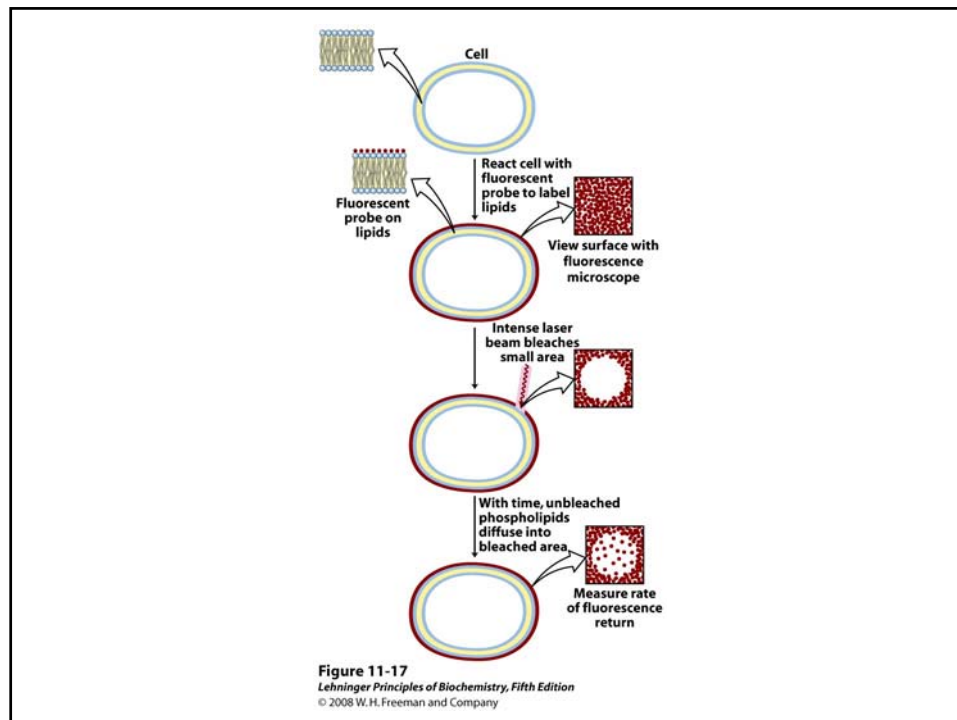 Cell
React cell with
fluorescent
probe to label
lipids
Fluorescent
probe on
lipids
View surface with
fluorescence
microscope
Intense laser
beam bleaches
small area
With time, unbleached
phospholipids
diffuse into
bleached area
Measure rate
of fluorescence
return
Figure 11-17
Lehninger Principles of Biochemistry, Fifth Edition
© 2008 W. H. Freeman and Company